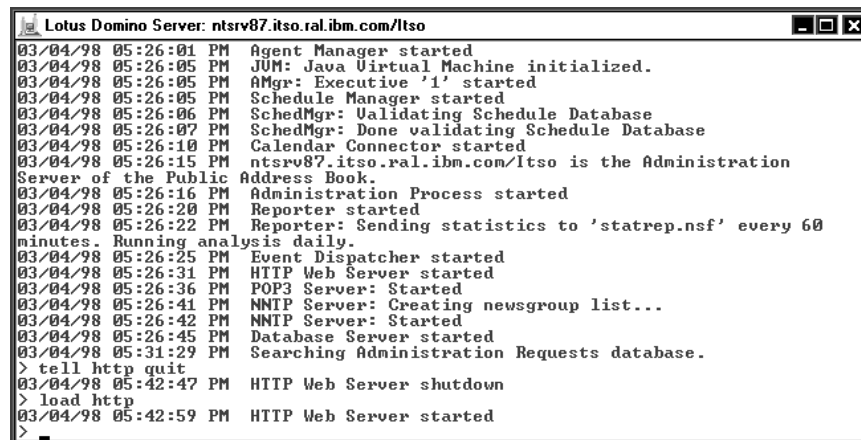 Lotus Domino Server: ntsrv87.itso.ral.ibm.com/Itso
03/04/98 05:26:01 PM  Agent Manager started
03/04/98 05:26:05 PM  JVM: Java Virtual Machine initialized.
03/04/98 05:26:05 PM  AMgr: Executive '1' started
03/04/98 05:26:05 PM  Schedule Manager started
03/04/98 05:26:06 PM  SchedMgr: Validating Schedule Database
03/04/98 05:26:07 PM  SchedMgr: Done validating Schedule Database
03/04/98 05:26:10 PM  Calendar Connector started
03/04/98 05:26:15 PM  ntsrv87.itso.ral.ibm.com/Itso is the Administration
Server of the Public Address Book.
03/04/98 05:26:16 PM  Administration Process started
03/04/98 05:26:20 PM  Reporter started
03/04/98 05:26:22 PM  Reporter: Sending statistics to 'statrep.nsf' every 60
minutes. Running analysis daily.
03/04/98 05:26:25 PM  Event Dispatcher started
03/04/98 05:26:31 PM  HTTP Web Server started
03/04/98 05:26:36 PM  POP3 Server: Started
03/04/98 05:26:41 PM  NNTP Server: Creating newsgroup list...
03/04/98 05:26:42 PM  NNTP Server: Started
03/04/98 05:26:45 PM  Database Server started
03/04/98 05:31:29 PM  Searching Administration Requests database.
> tell http quit
03/04/98 05:42:47 PM  HTTP Web Server shutdown
> load http
03/04/98 05:42:59 PM  HTTP Web Server started
>